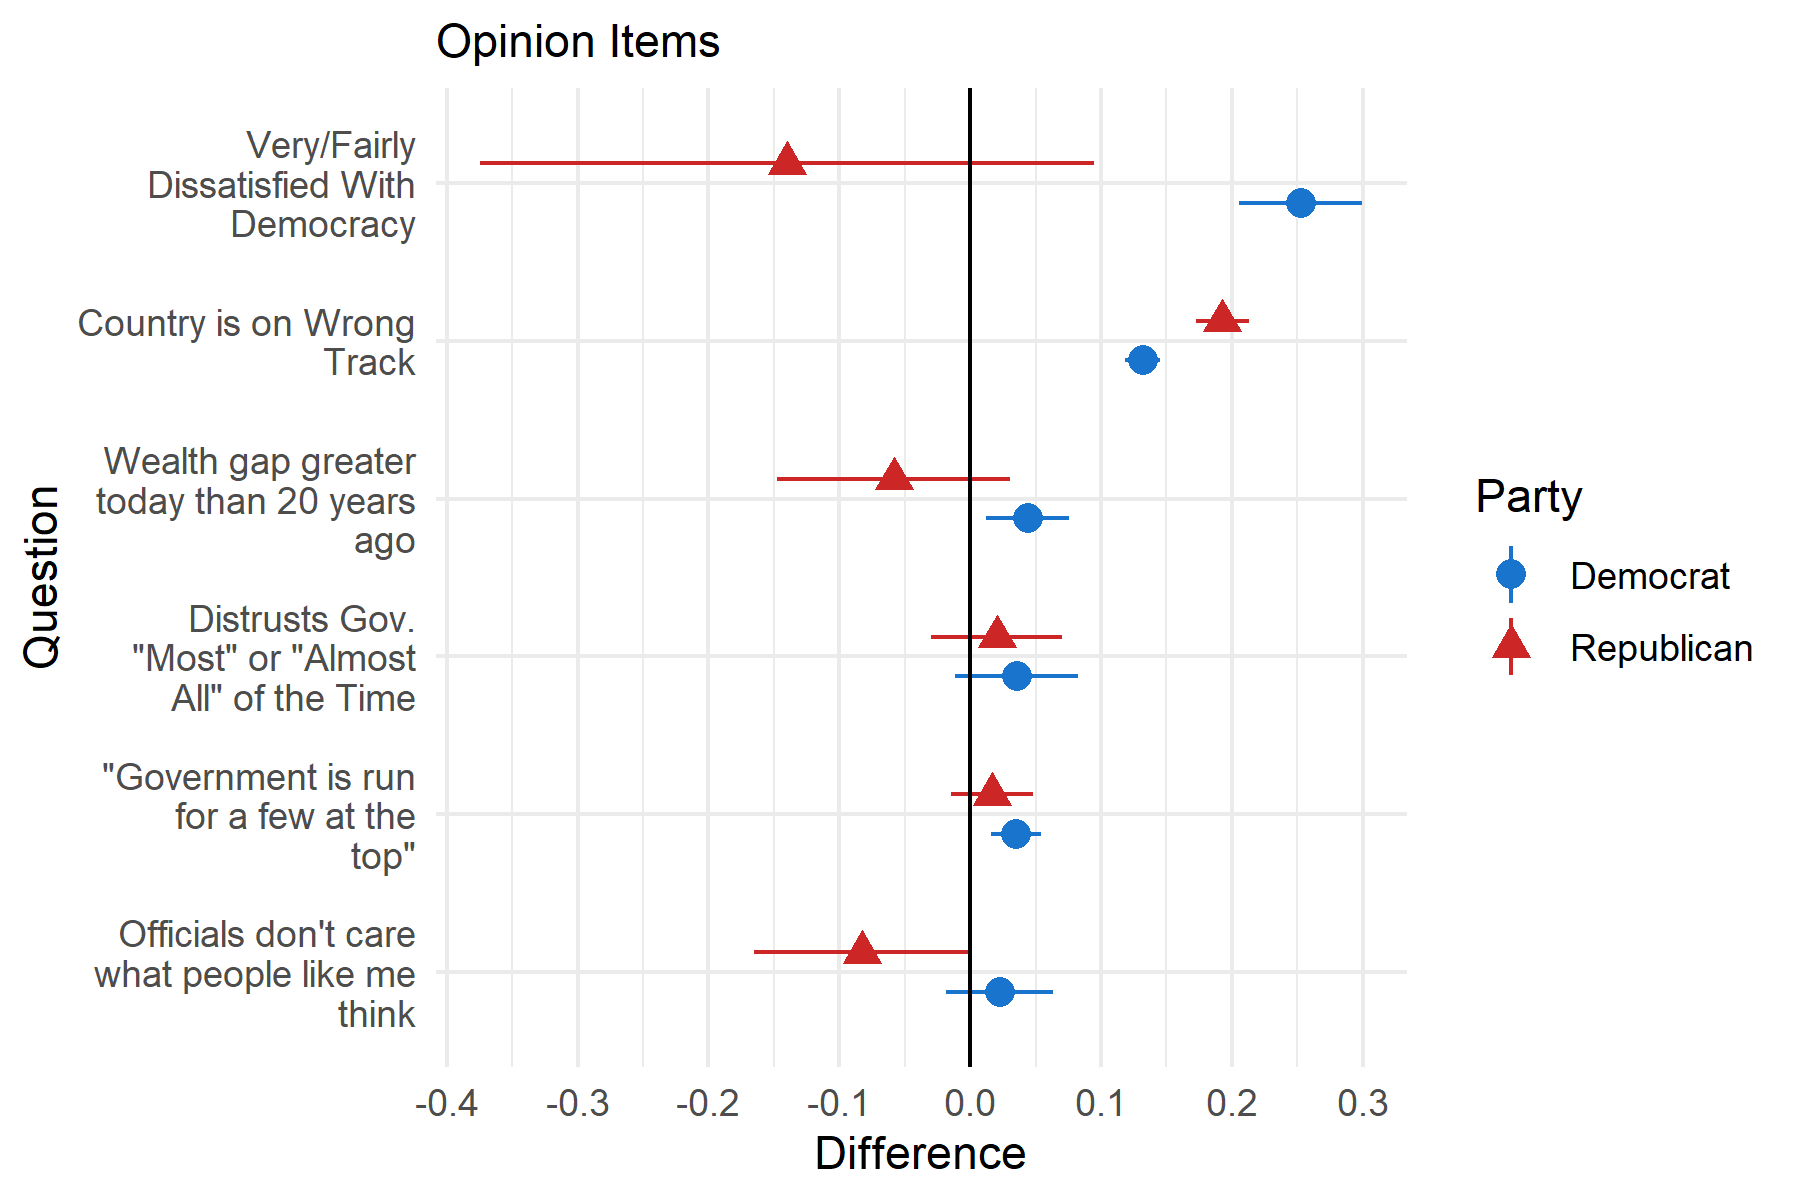 Opinion Items
Very/Fairly
Dissatisfied With
Democracy
Country is on Wrong
Track
Wealth gap greater
today than 20 years
ago
Distrusts Gov.
"Most" or "Almost
All" of the Time
"Government is run
for a few at the
top"
Officials don't care
what people like me
think
Question
-0.4 -0.3 -0.2 -0.1 0.0 0.1 0.2 0.3
Difference
Party
Democrat
Republican